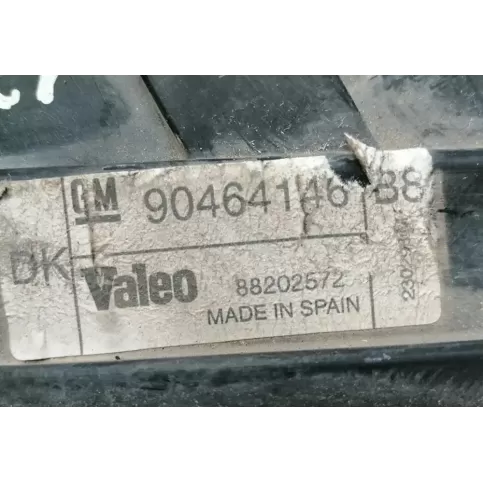 GM 90464146 B8
DK
Valeo 88202572
MADE IN SPAIN